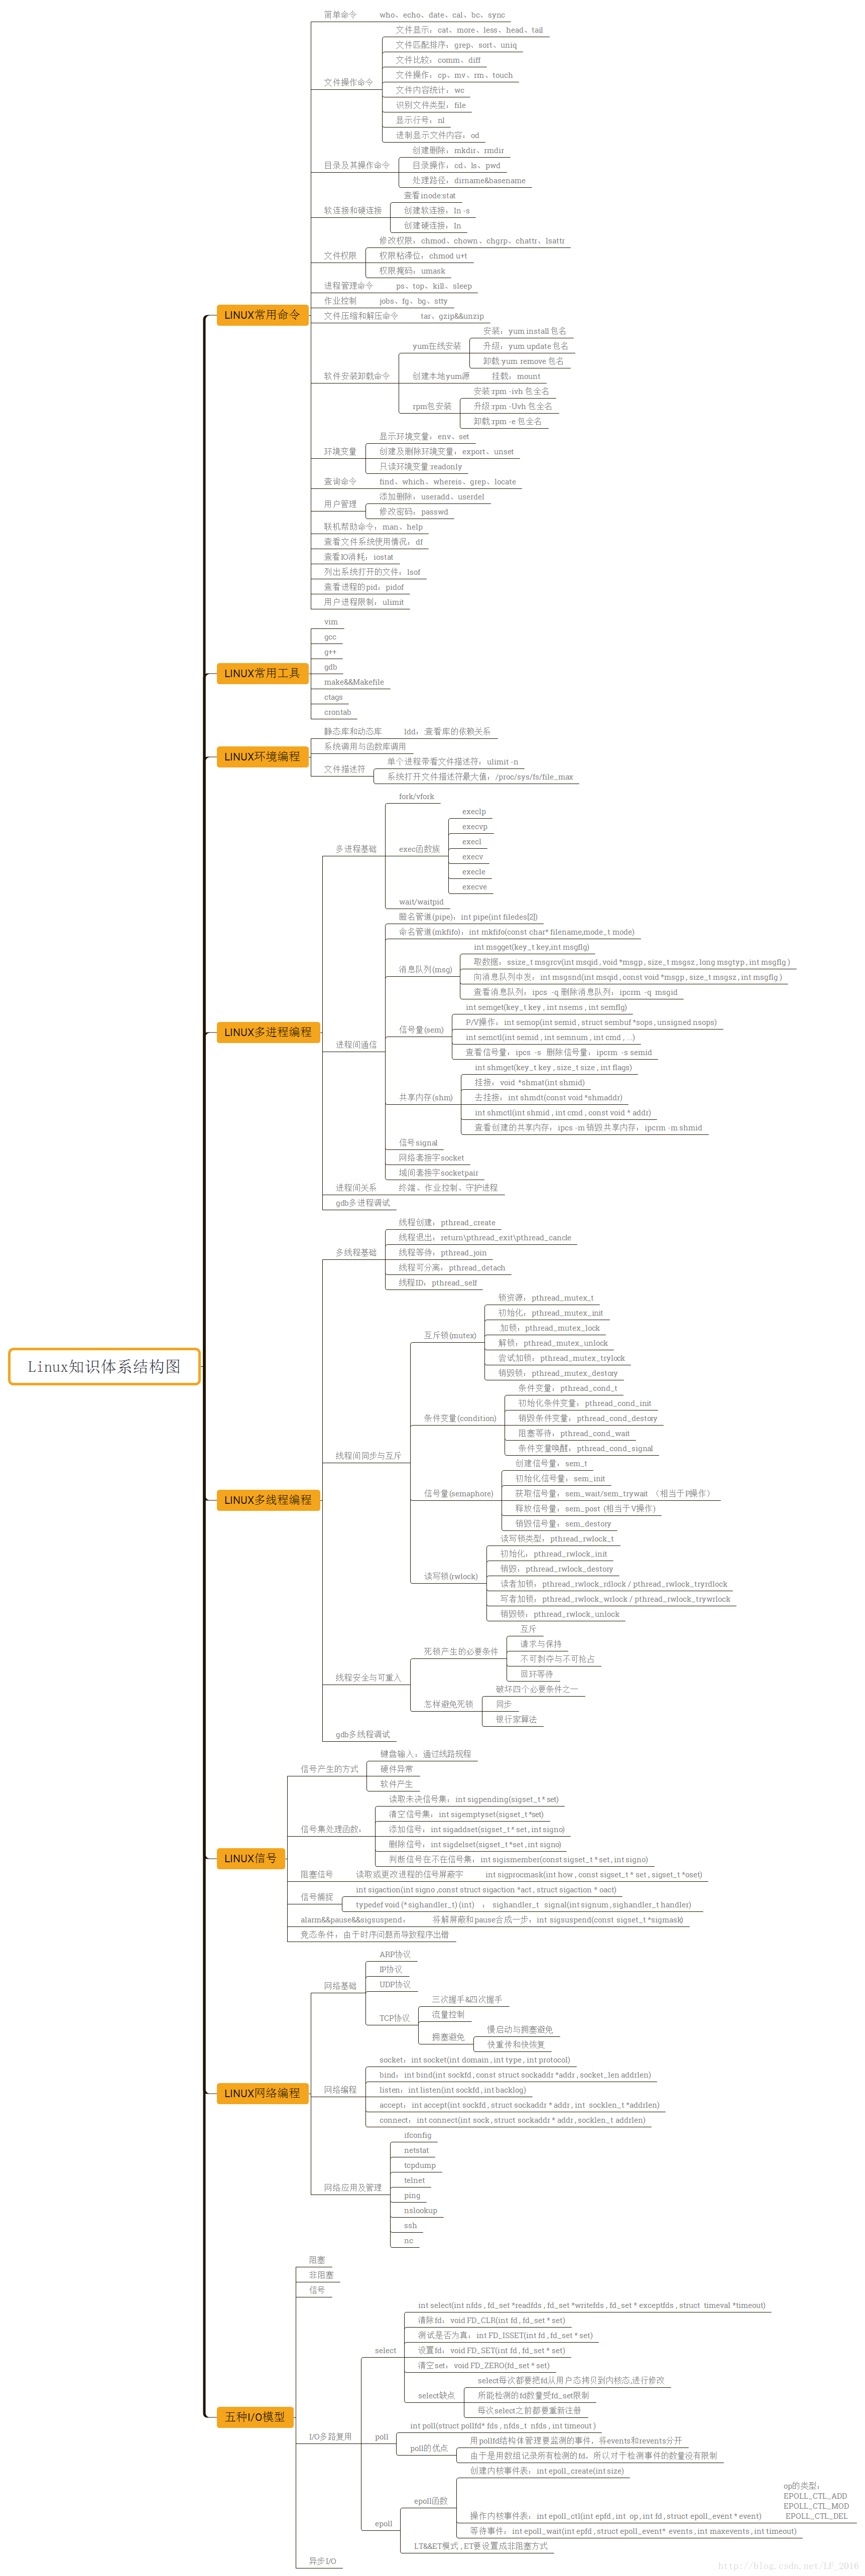 Linux知识体系结构图
LINUX常用命令
简单命令 who、echo、date、cal、bc、sync
文件操作命令
文件显示：cat、more、less、head、tail
文件匹配排序：grep、sort、uniq
文件比较：comm、diff
文件操作：cp、mv、rm、touch
文件内容统计：wc
识别文件类型：file
显示行号：nl
进制显示文件内容：od
目录及其操作命令
创建删除：mkdir、rmdir
目录操作：cd、ls、pwd
处理路径：dirname&basename
软连接和硬连接
查看inode:stat
创建软连接：ln -s
创建硬连接：ln
文件权限
修改权限：chmod、chown、chgrp、chattr、lsattr
权限粘滞位：chmod u+t
权限掩码：umask
进程管理命令 ps、top、kill、sleep
作业控制 jobs、fg、bg、stty
文件压缩和解压命令 tar、gzip&&unzip
软件安装卸载命令
yum在线安装
安装：yum install 包名
升级：yum update 包名
卸载:yum remove 包名
创建本地yum源 挂载：mount
rpm包安装
安装:rpm -ivh 包全名
升级:rpm -Uvh 包全名
卸载:rpm -e 包全名
环境变量
显示环境变量：env、set
创建及删除环境变量：export、unset
只读环境变量:readonly
查询命令 find、which、whereis、grep、locate
用户管理
添加删除：useradd、userdel
修改密码：passwd
联机帮助命令：man、help
查看文件系统使用情况：df
查看IO消耗：iostat
列出系统打开的文件：lsof
查看进程的pid：pidof
用户进程限制：ulimit
LINUX常用工具
vim
gcc
g++
gdb
make&&Makefile
ctags
crontab
LINUX环境编程
静态库和动态库 ldd：:查看库的依赖关系
系统调用与函数库调用
文件描述符
单个进程带看文件描述符：ulimit -n
系统打开文件描述符最大值：/proc/sys/fs/file_max
LINUX多进程编程
多进程基础
fork/vfork
exec函数族
execlp
execvp
execl
execv
execle
execve
wait/waitpid
进程间通信
匿名管道(pipe)：int pipe(int filedes[2])
命名管道(mkfifo)：int mkfifo(const char* filename,mode_t mode)
消息队列(msg)
int msgget(key_t key,int msgflg)
取数据：ssize_t msgrcv(int msqid , void *msgp , size_t msgsz , long msgtyp , int msgflg )
向消息队列中发：int msgsnd(int msqid , const void *msgp , size_t msgsz , int msgflg )
查看消息队列：ipcs -q 删除消息队列：ipcrm -q msgid
信号量(sem)
int semget(key_t key , int nsems , int semflg)
P/V操作：int semop(int semid , struct sembuf *sops , unsigned nsops)
int semctl(int semid , int semnum , int cmd , ...)
查看信号量：ipcs -s 删除信号量：ipcrm -s semid
共享内存(shm)
int shmget(key_t key , size_t size , int flags)
挂接：void *shmat(int shmid)
去挂接：int shmdt(const void *shmaddr)
int shmctl(int shmid , int cmd , const void * addr)
查看创建的共享内存：ipcs -m 销毁共享内存：ipcrm -m shmid
信号signal
网络套接字socket
域间套接字socketpair
进程间关系 终端、作业控制、守护进程
gdb多进程调试
LINUX多线程编程
多线程基础
线程创建：pthread_create
线程退出：return\pthread_exit\pthread_cancle
线程等待：pthread_join
线程可分离：pthread_detach
线程ID：pthread_self
线程间同步与互斥
互斥锁(mutex)
锁资源：pthread_mutex_t
初始化：pthread_mutex_init
加锁：pthread_mutex_lock
解锁：pthread_mutex_unlock
尝试加锁：pthread_mutex_trylock
销毁锁：pthread_mutex_destory
条件变量(condition)
条件变量：pthread_cond_t
初始化条件变量：pthread_cond_init
销毁条件变量：pthread_cond_destory
阻塞等待：pthread_cond_wait
条件变量唤醒：pthread_cond_signal
信号量(semaphore)
创建信号量：sem_t
初始化信号量：sem_init
获取信号量：sem_wait/sem_trywait （相当于P操作）
释放信号量：sem_post (相当于V操作)
销毁信号量：sem_destory
读写锁(rwlock)
读写锁类型：pthread_rwlock_t
初始化：pthread_rwlock_init
销毁：pthread_rwlock_destory
读者加锁：pthread_rwlock_rdlock / pthread_rwlock_tryrdlock
写者加锁：pthread_rwlock_wrlock / pthread_rwlock_trywrlock
销毁锁：pthread_rwlock_unlock
线程安全与可重入
死锁产生的必要条件
互斥
请求与保持
不可剥夺与不可抢占
回环等待
怎样避免死锁
破坏四个必要条件之一
同步
银行家算法
gdb多线程调试
LINUX信号
信号产生的方式
键盘输入：通过线路规程
硬件异常
软件产生
信号集处理函数：
读取未决信号集：int sigpending(sigset_t * set)
清空信号集：int sigemptyset(sigset_t *set)
添加信号：int sigaddset(sigset_t * set , int signo)
删除信号：int sigdelset(sigset_t *set , int signo)
判断信号在不在信号集：int sigismember(const sigset_t * set , int signo)
阻塞信号 读取或更改进程的信号屏蔽字 int sigprocmask(int how , const sigset_t * set , sigset_t *oset)
信号捕捉
int sigaction(int signo ,const struct sigaction *act , struct sigaction * oact)
typedef void (* sighandler_t) (int) ； sighandler_t signal(int signum , sighandler_t handler)
alarm&&pause&&sigsuspend： 将解屏蔽和pause合成一步：int sigsuspend(const sigset_t *sigmask)
竞态条件：由于时序问题而导致程序出错
LINUX网络编程
网络基础
ARP协议
IP协议
UDP协议
TCP协议
三次握手&四次握手
流量控制
拥塞避免
慢启动与拥塞避免
快重传和快恢复
网络编程
socket：int socket(int domain , int type , int protocol)
bind：int bind(int sockfd , const struct sockaddr *addr , socket_len addrlen)
listen：int listen(int sockfd , int backlog)
accept：int accept(int sockfd , struct sockaddr * addr , int socklen_t *addrlen)
connect：int connect(int sock , struct sockaddr * addr , socklen_t addrlen)
网络应用及管理
ifconfig
netstat
tcpdump
telnet
ping
nslookup
ssh
nc
五种I/O模型
阻塞
非阻塞
信号
I/O多路复用
select
int select(int nfds , fd_set *readfds , fd_set *writefds , fd_set * exceptfds , struct timeval *timeout)
清除fd：void FD_CLR(int fd , fd_set * set)
测试是否为真：int FD_ISSET(int fd , fd_set * set)
设置fd：void FD_SET(int fd , fd_set * set)
清空set：void FD_ZERO(fd_set * set)
select缺点
select每次都要把fd从用户态拷贝到内核态,进行修改
所能检测的fd数量受fd_set限制
每次select之前都要重新注册
poll
int poll(struct pollfd* fds , nfds_t nfds , int timeout )
poll的优点
用pollfd结构体管理要监测的事件，将events和revents分开
由于是用数组记录所有检测的fd，所以对于检测事件的数量没有限制
epoll
epoll函数
创建内核事件表：int epoll_create(int size)
操作内核事件表：int epoll_ctl(int epfd , int op , int fd , struct epoll_event * event)
op的类型：
EPOLL_CTL_ADD
EPOLL_CTL_MOD
EPOLL_CTL_DEL
等待事件：int epoll_wait(int epfd , struct epoll_event* events , int maxevents , int timeout)
LT&&ET模式 , ET要设置成非阻塞方式
异步I/O
http://blog.csdn.net/LF_2016